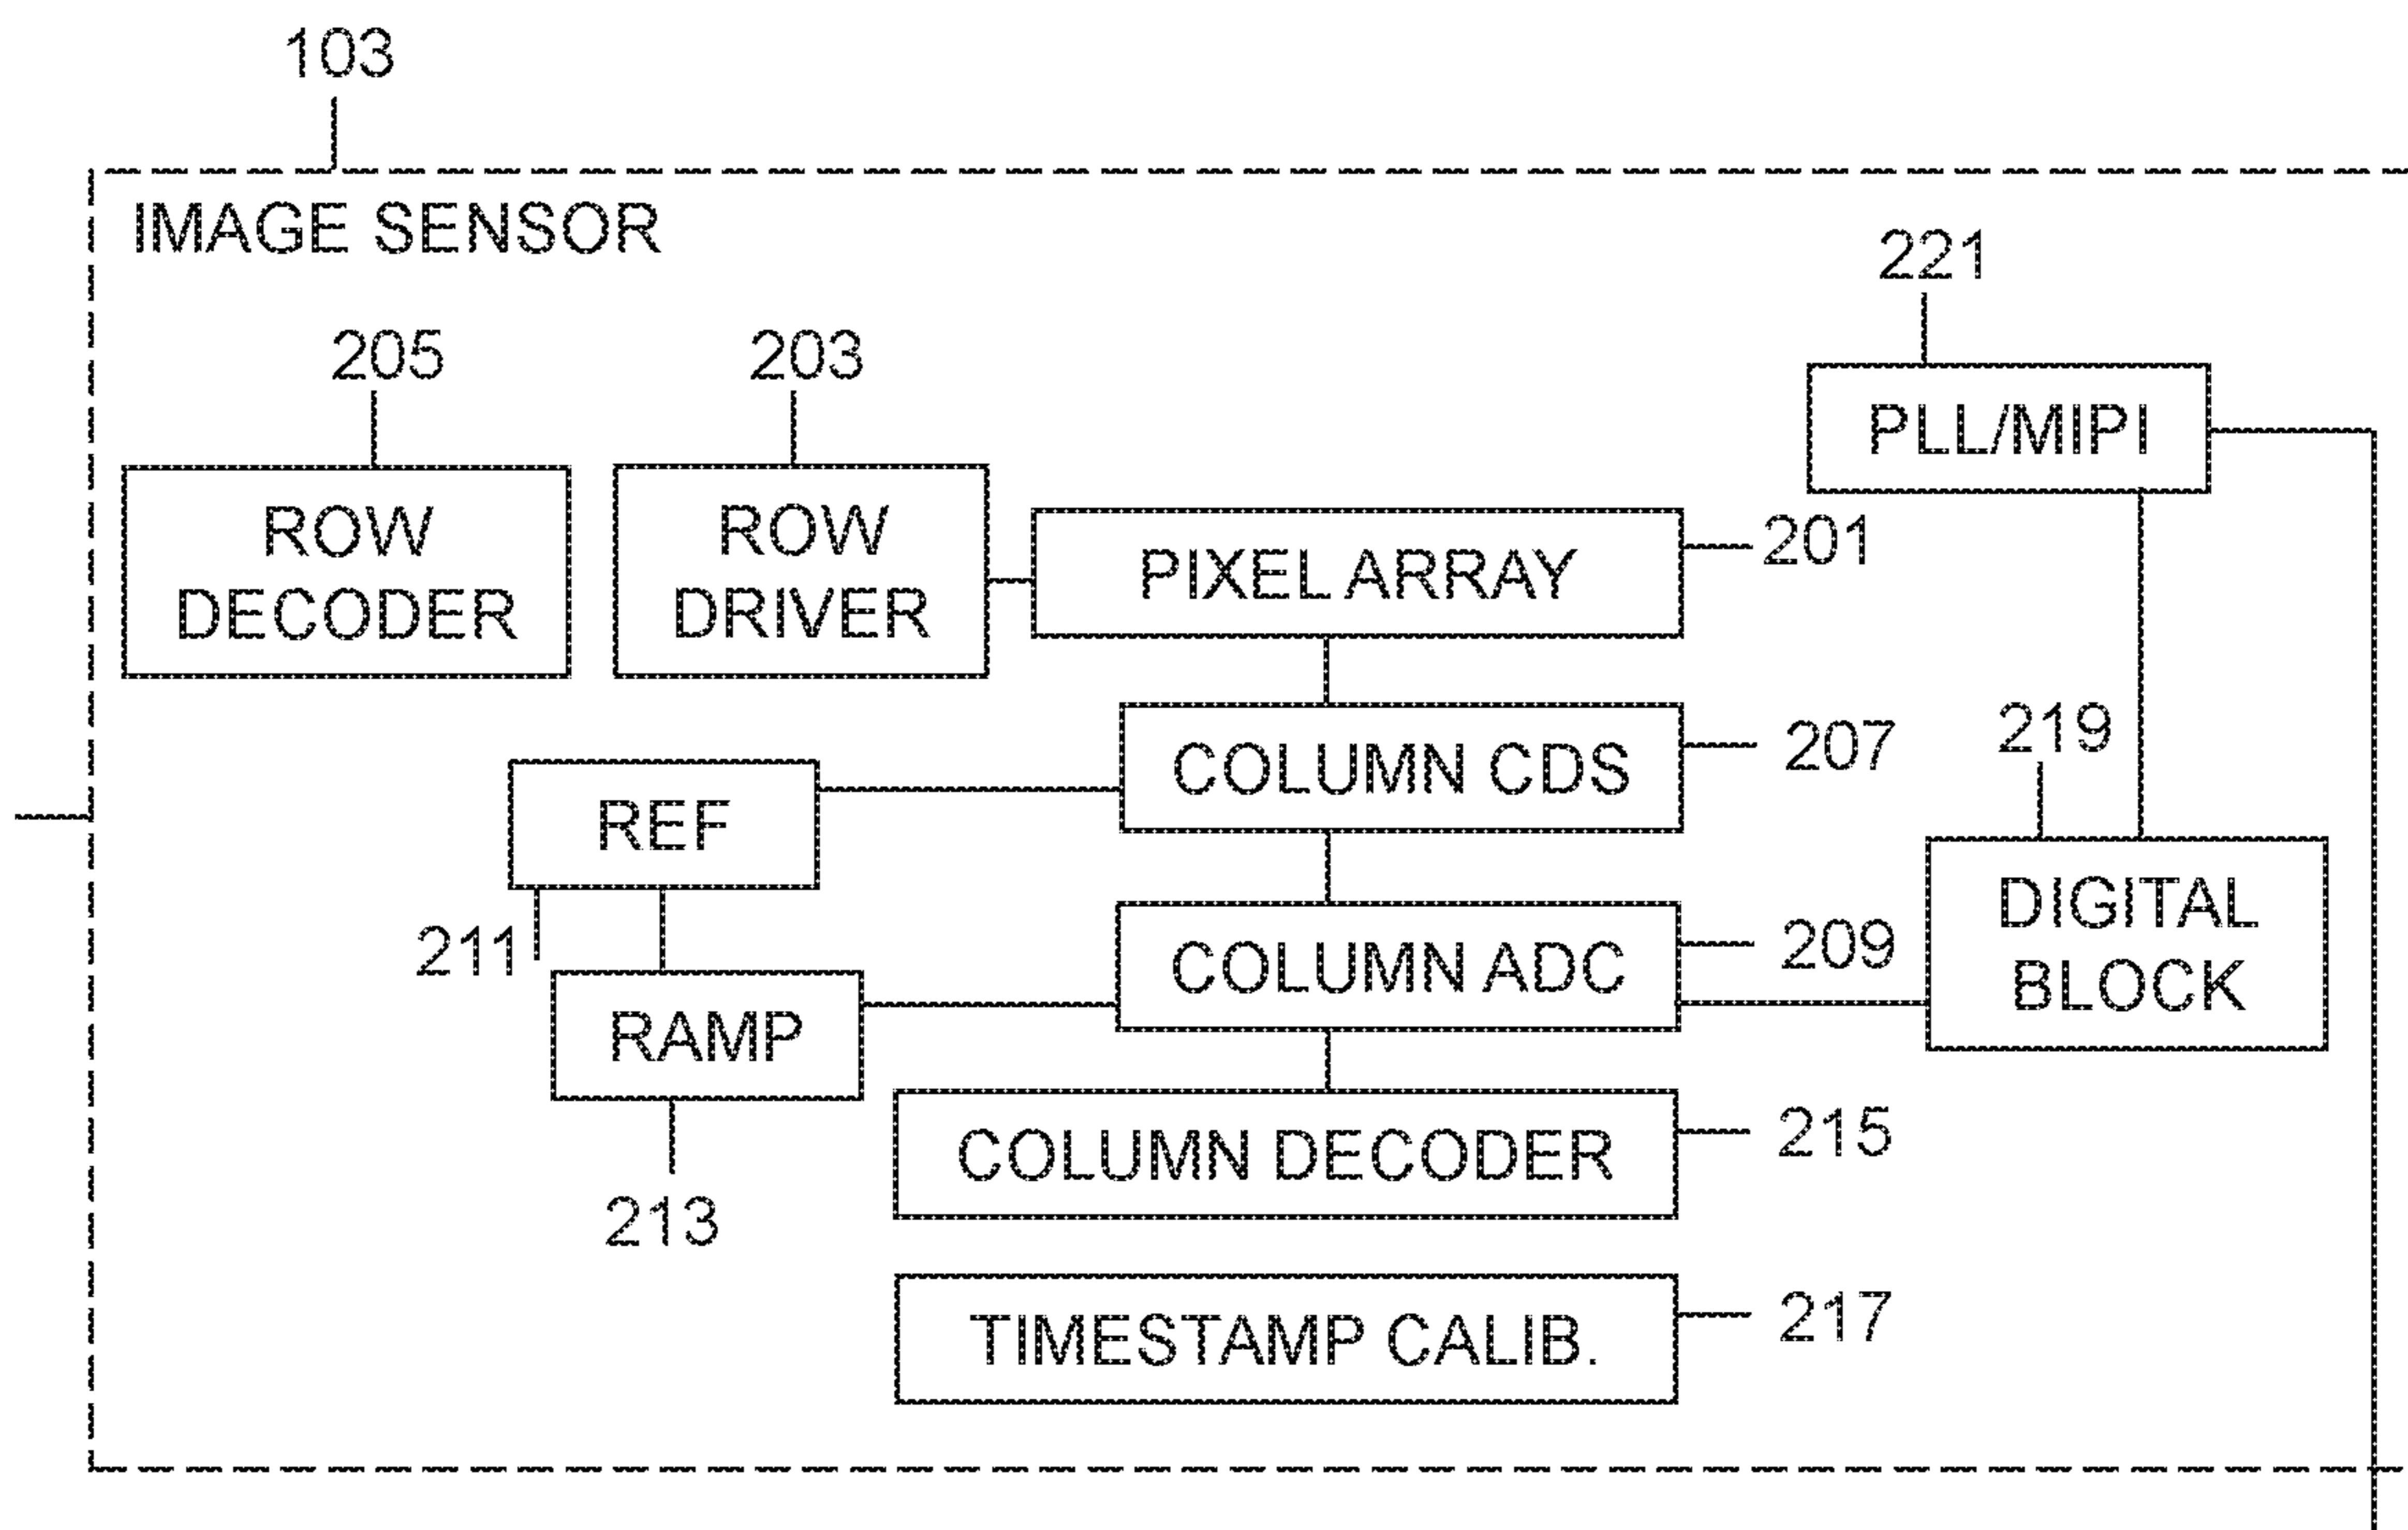 103
IMAGE SENSOR
221
205
203
PLL/MIPI
ROW
DECODER
ROW
DRIVER
PIXEL ARRAY
201
COLUMN CDS
207
219
REF
211
DIGITAL
BLOCK
COLUMN ADC
209
RAMP
213
COLUMN DECODER
215
TIMESTAMP CALIB.
217